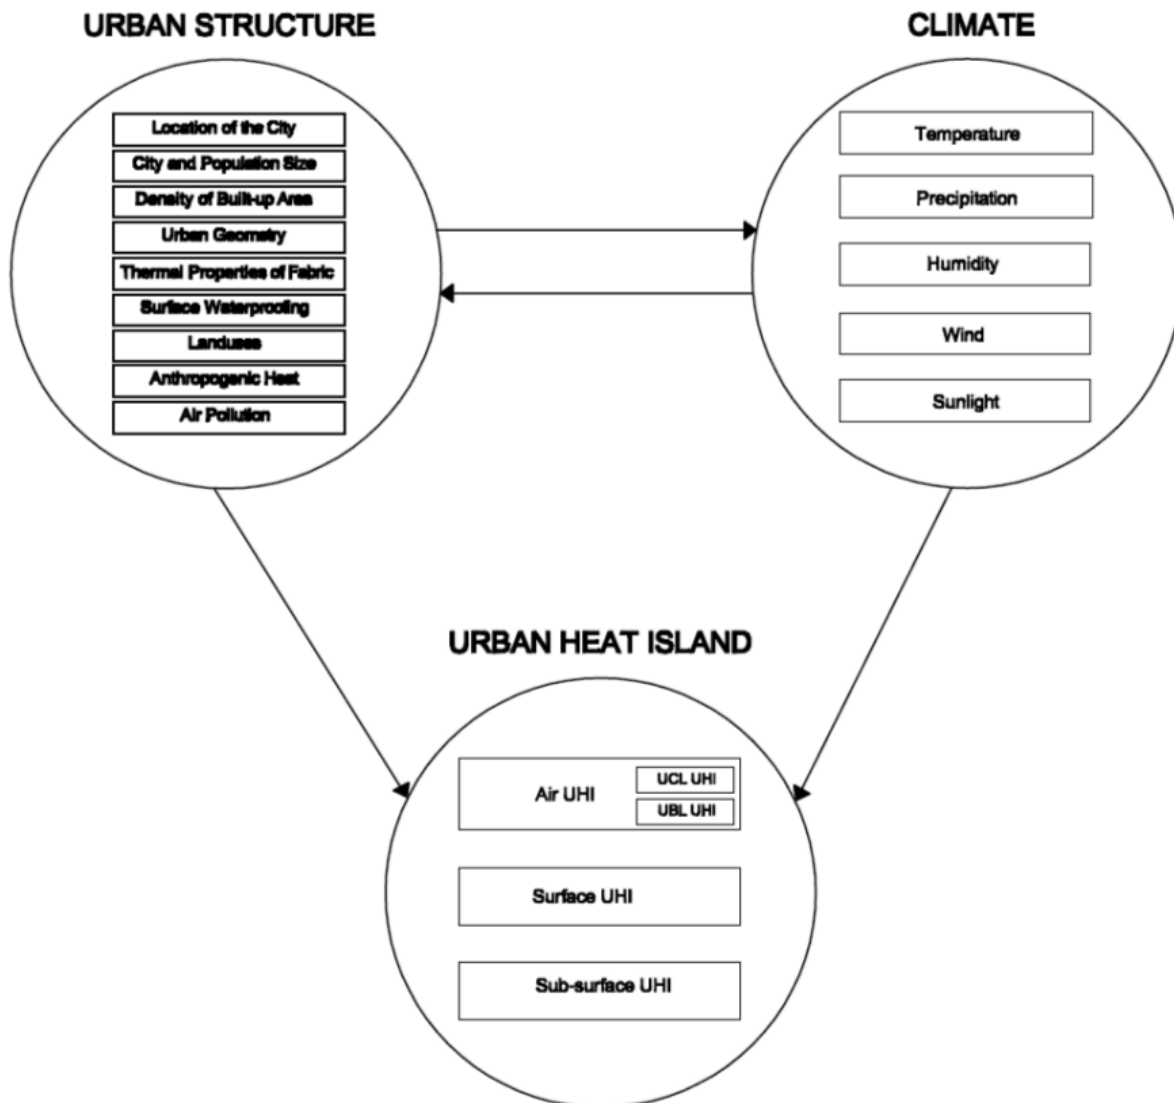 URBAN STRUCTURE
Location of the City
City and Population Size
Density of Built-up Area
Urban Geometry
Thermal Properties of Fabric
Surface Waterproofing
Landuses
Anthropogenic Heat
Air Pollution
CLIMATE
Temperature
Precipitation
Humidity
Wind
Sunlight
URBAN HEAT ISLAND
Air UHI
UCL UHI
UBL UHI
Surface UHI
Sub-surface UHI